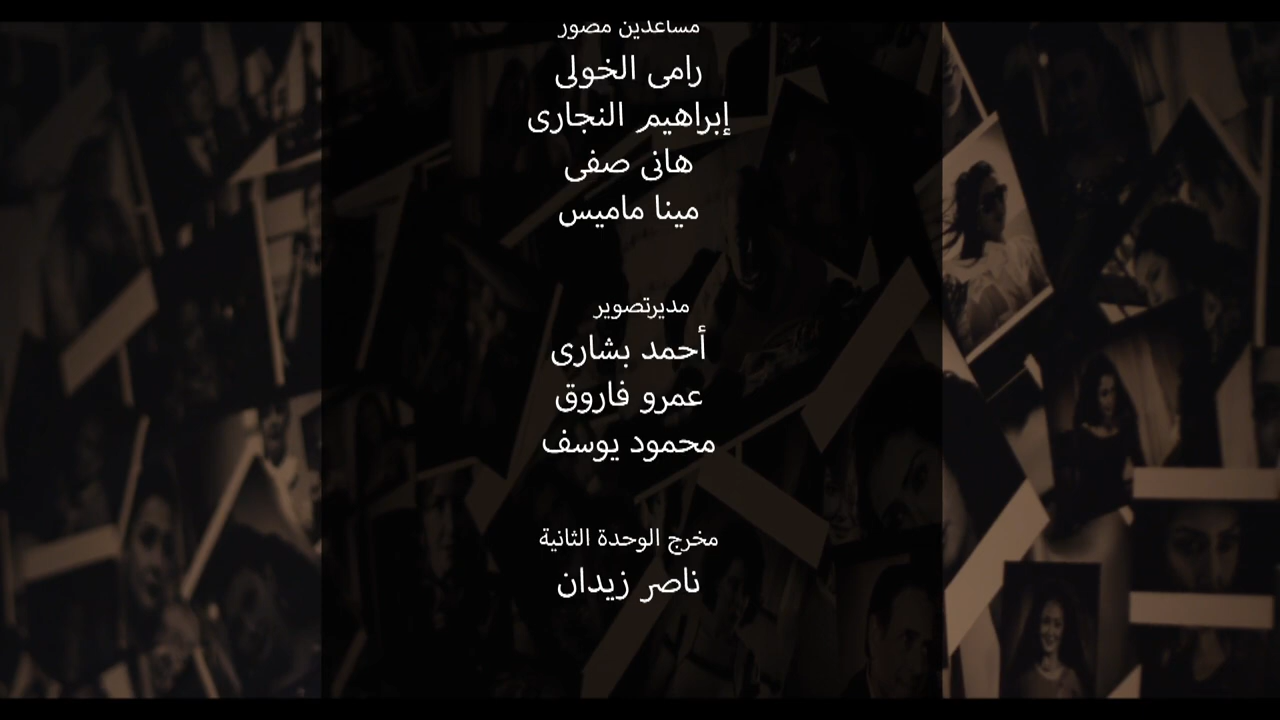 مساعدين مصور
رامى الخولى
إبراهيم النجارى
هانى صفى
مينا ماميس
مديرتصوير
أحمد بشارى
عمرو فاروق
محمود يوسف
مخرج الوحدة الثانية
ناصر زيدان